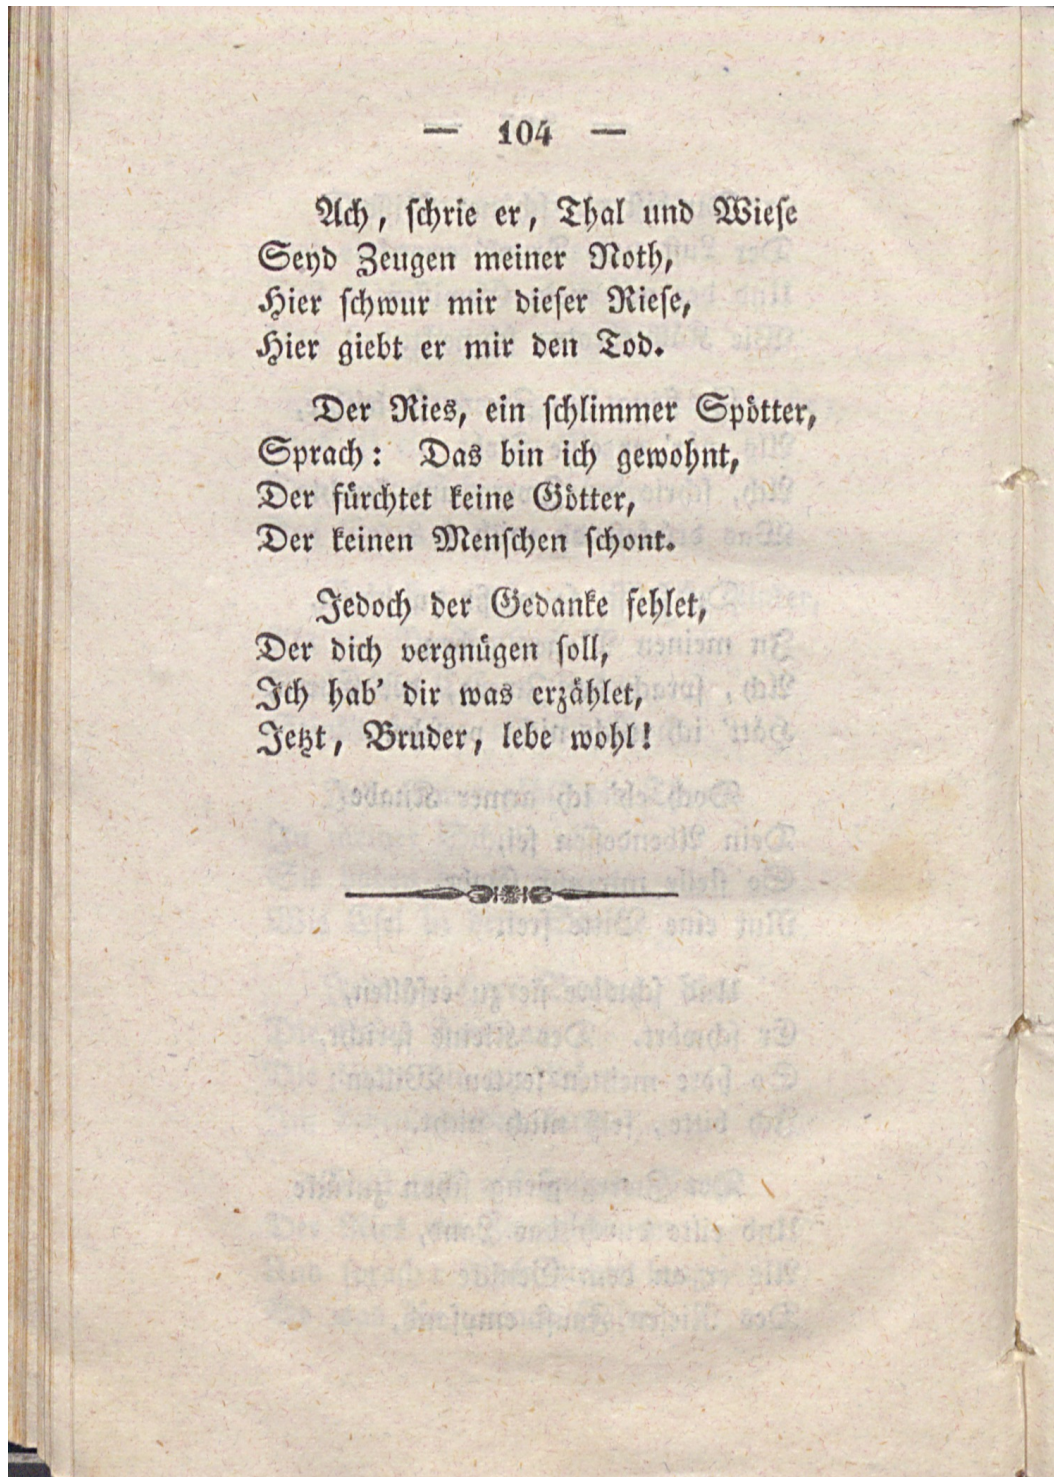 — 104 —
Ach, schrie er, Thal und Wiese
Seyd Zeugen meiner Noth,
Hier schwur mir dieser Riese,
Hier giebt er mir den Tod.
Der Ries, ein schlimmer Spötter,
Sprach: Das bin ich gewohnt,
Der fürchtet keine Götter,
Der keinen Menschen schont.
Jedoch der Gedanke fehlet,
Der dich vergnügen soll,
Ich hab' dir was erzählet,
Jetzt, Bruder, lebe wohl!